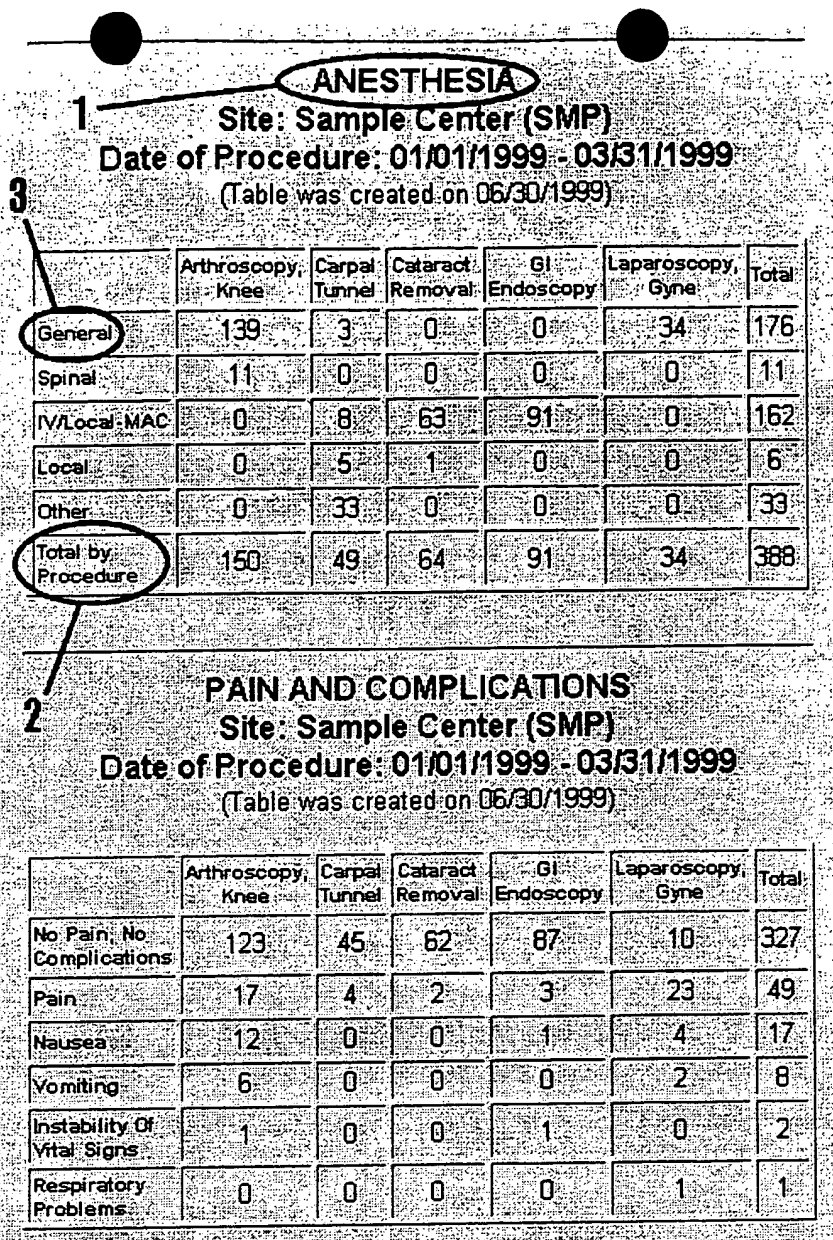 ANESTHESIA
1
Site: Sample Center (SMP)
Date of Procedure: 01/01/1999 - 03/31/1999
3
(Table was created on 06/30/1999)
Arthroscopy, Knee Carpal Tunnel Cataract Removal GI Endoscopy Laparoscopy, Gyne Total
General 139 3 0 0 34 176
Spinal 11 0 0 0 0 11
IV/Local-MAC 0 8 63 91 0 162
Local 0 5 1 0 0 6
Other 0 33 0 0 0 33
Total by Procedure 150 49 64 91 34 388
2
PAIN AND COMPLICATIONS
Site: Sample Center (SMP)
Date of Procedure: 01/01/1999 - 03/31/1999
(Table was created on 06/30/1999)
Arthroscopy, Knee Carpal Tunnel Cataract Removal GI Endoscopy Laparoscopy, Gyne Total
No Pain, No Complications 123 45 62 87 10 327
Pain 17 4 2 3 23 49
Nausea 12 0 0 1 4 17
Vomiting 6 0 0 0 2 8
Instability Of Vital Signs 1 0 0 1 0 2
Respiratory Problems 0 0 0 0 1 1